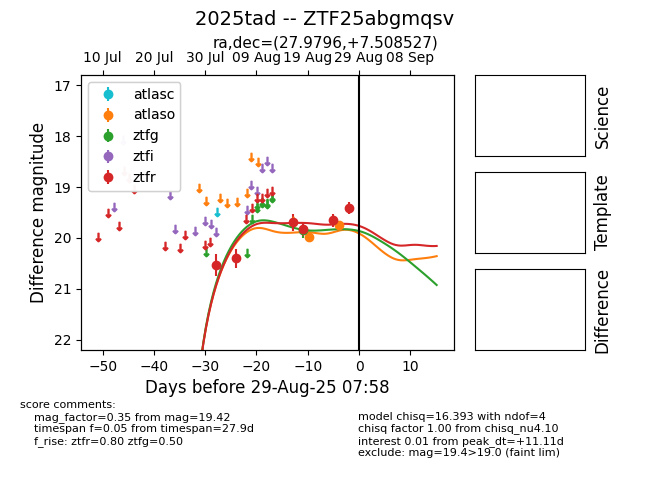 2025tad -- ZTF25abgmqsv
ra,dec=(27.9796,+7.508527)
10 Jul 20 Jul 30 Jul 09 Aug 19 Aug 29 Aug 08 Sep
atlasc
atlaso
ztfg
ztfi
ztfr
17
18
19
20
21
22
Difference magnitude
−50 −40 −30 −20 −10 0 10
Days before 29-Aug-25 07:58
Science
Template
Difference
score comments:
mag_factor=0.35 from mag=19.42
timespan f=0.05 from timespan=27.9d
f_rise: ztfr=0.80 ztfg=0.50
model chisq=16.393 with ndof=4
chisq factor 1.00 from chisq_nu4.10
interest 0.01 from peak_dt=+11.11d
exclude: mag=19.4>19.0 (faint lim)